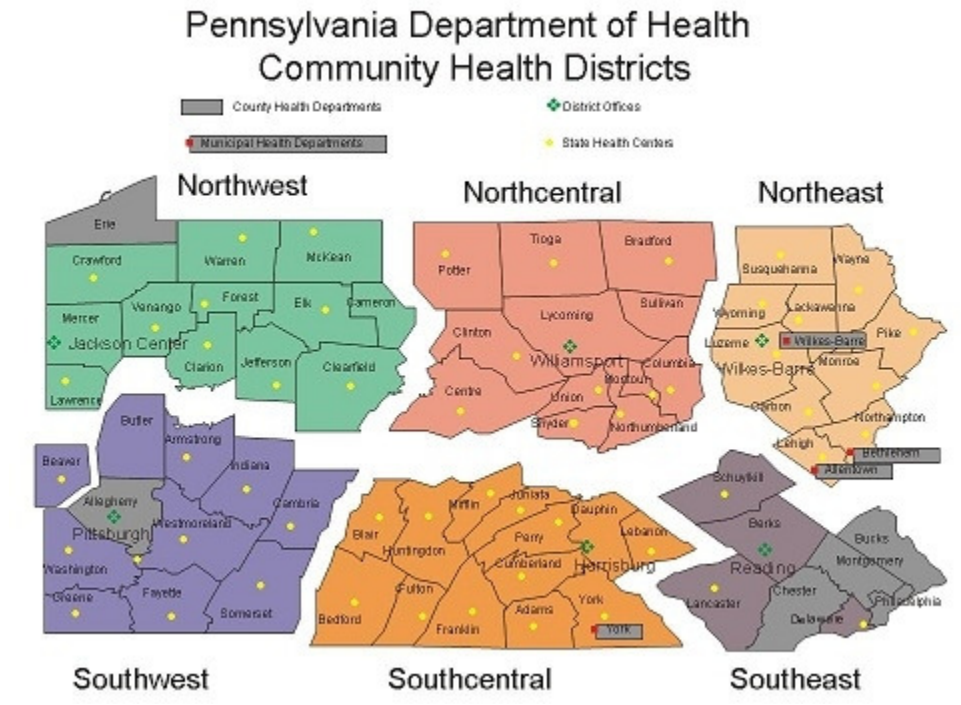 Pennsylvania Department of Health
Community Health Districts
County Health Departments
District Offices
Municipal Health Departments
State Health Centers
Northwest
Northcentral
Northeast
Erie
Crawford
Warren
McKean
Mercer
Venango
Forest
Elk
Cameron
Jackson Center
Clarion
Jefferson
Clearfield
Lawrence
Potter
Tioga
Bradford
Sullivan
Clinton
Lycoming
Williamsport
Columbia
Montour
Centre
Union
Snyder
Northumberland
Susquehanna
Wayne
Wyoming
Lackawanna
Pike
Luzerne
Wilkes-Barre
Wilkes-Barre
Monroe
Carbon
Northampton
Lehigh
Bethlehem
Allentown
Butler
Armstrong
Beaver
Indiana
Allegheny
Cambria
Pittsburgh
Westmoreland
Washington
Greene
Fayette
Somerset
Blair
Huntingdon
Mifflin
Juniata
Dauphin
Perry
Lebanon
Cumberland
Harrisburg
Bedford
Fulton
Franklin
Adams
York
York
Schuylkill
Berks
Reading
Bucks
Montgomery
Lancaster
Chester
Philadelphia
Delaware
Southwest
Southcentral
Southeast